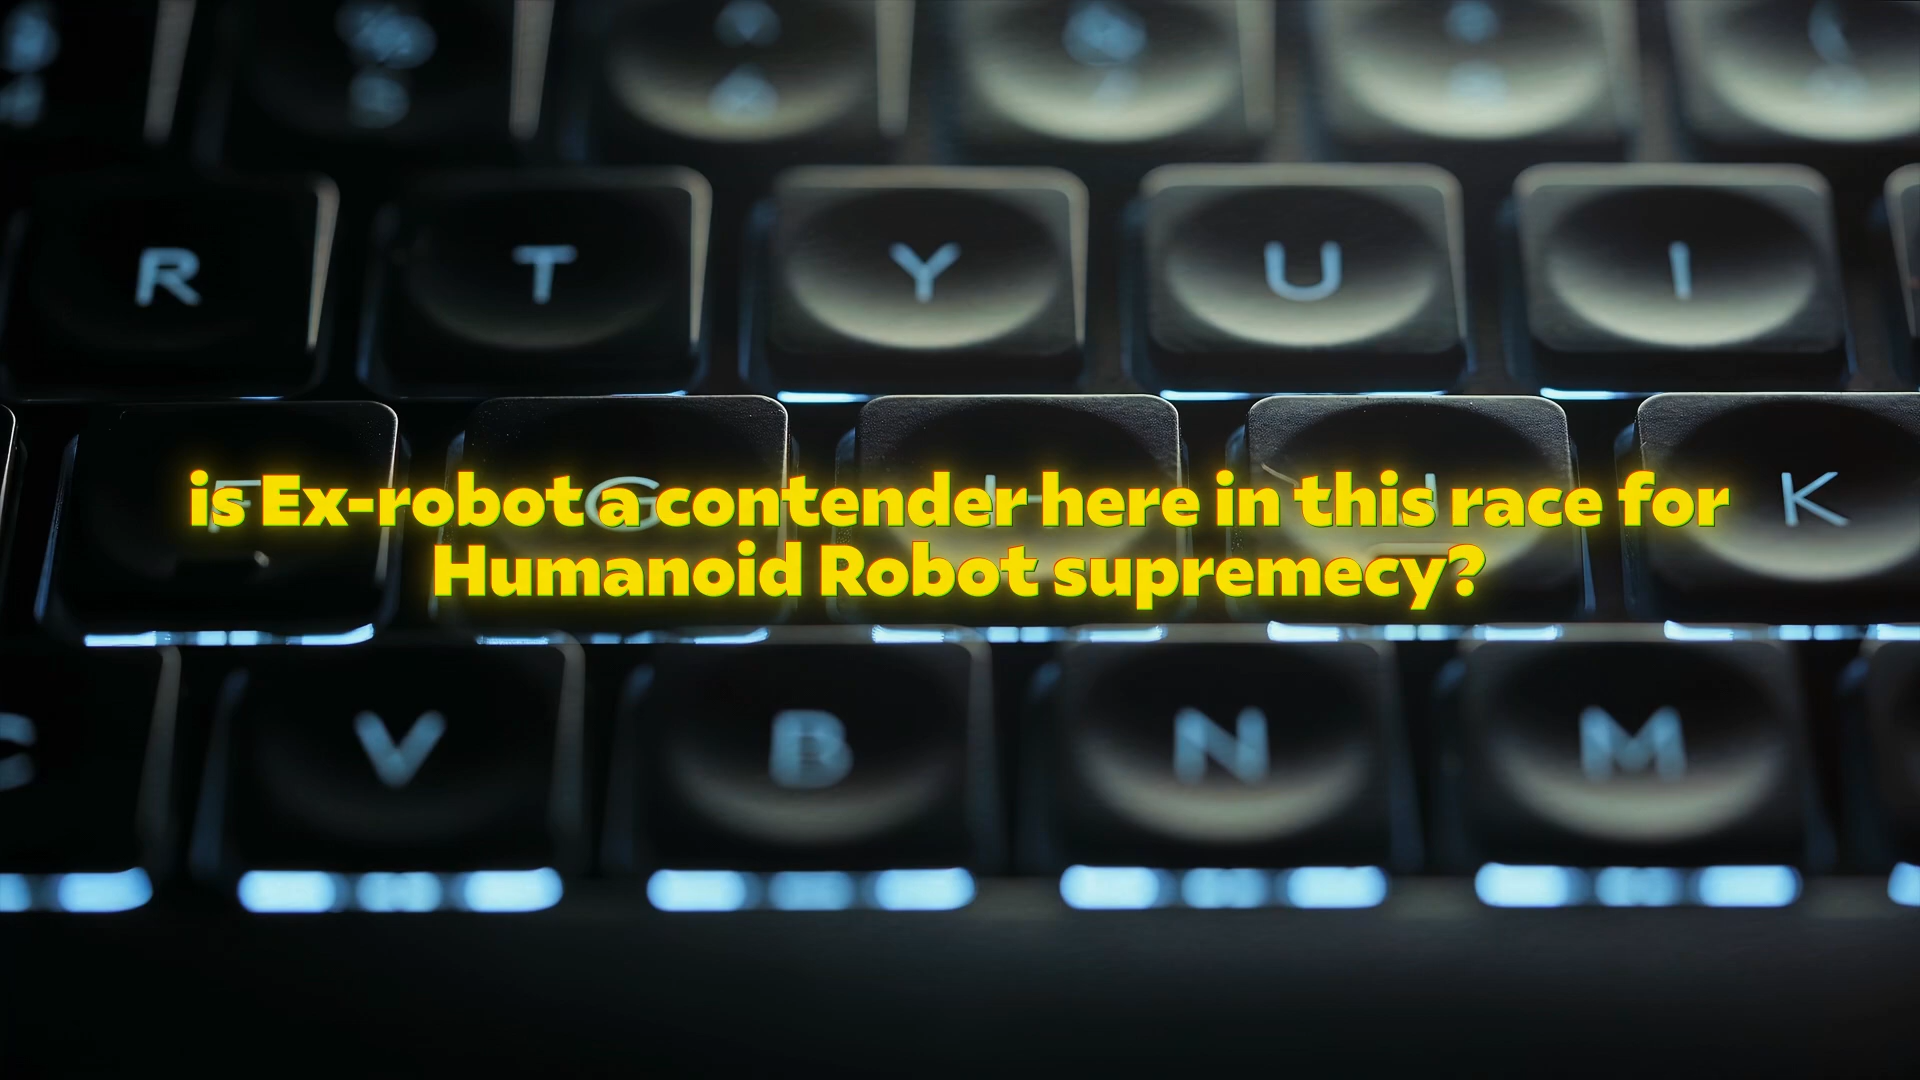 R T Y U I
is Ex-robot a contender here in this race for
Humanoid Robot supremecy?
F G K
V B N M